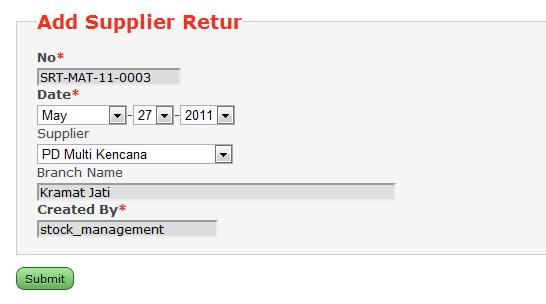 Add Supplier Retur
No*
SRT-MAT-11-0003
Date*
May - 27 - 2011
Supplier
PD Multi Kencana
Branch Name
Kramat Jati
Created By*
stock_management
Submit